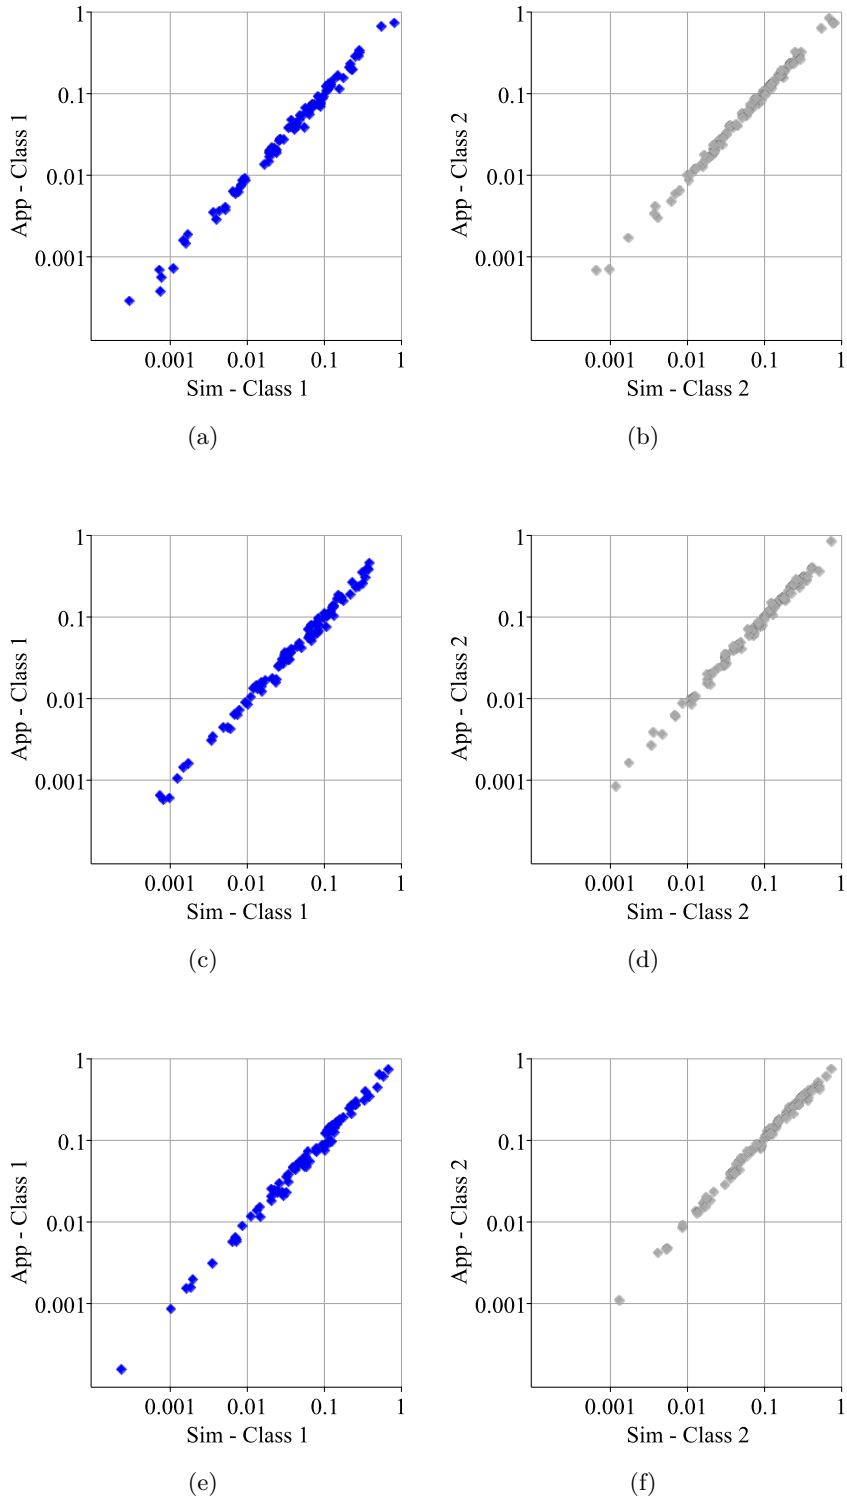 1
0.1
0.01
0.001
App - Class 1
0.001 0.01 0.1 1
Sim - Class 1
(a)
1
0.1
0.01
0.001
App - Class 2
0.001 0.01 0.1 1
Sim - Class 2
(b)
1
0.1
0.01
0.001
App - Class 1
0.001 0.01 0.1 1
Sim - Class 1
(c)
1
0.1
0.01
0.001
App - Class 2
0.001 0.01 0.1 1
Sim - Class 2
(d)
1
0.1
0.01
0.001
App - Class 1
0.001 0.01 0.1 1
Sim - Class 1
(e)
1
0.1
0.01
0.001
App - Class 2
0.001 0.01 0.1 1
Sim - Class 2
(f)